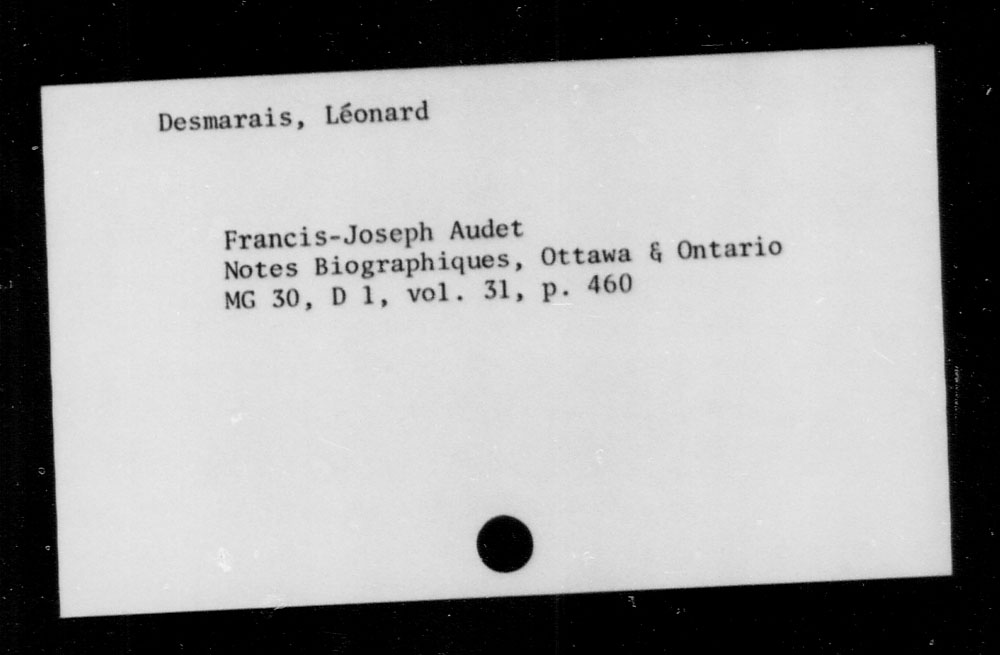 Desmarais, Léonard
Francis-Joseph Audet
Notes Biographiques, Ottawa & Ontario
MG 30, D 1, vol. 31, p. 460